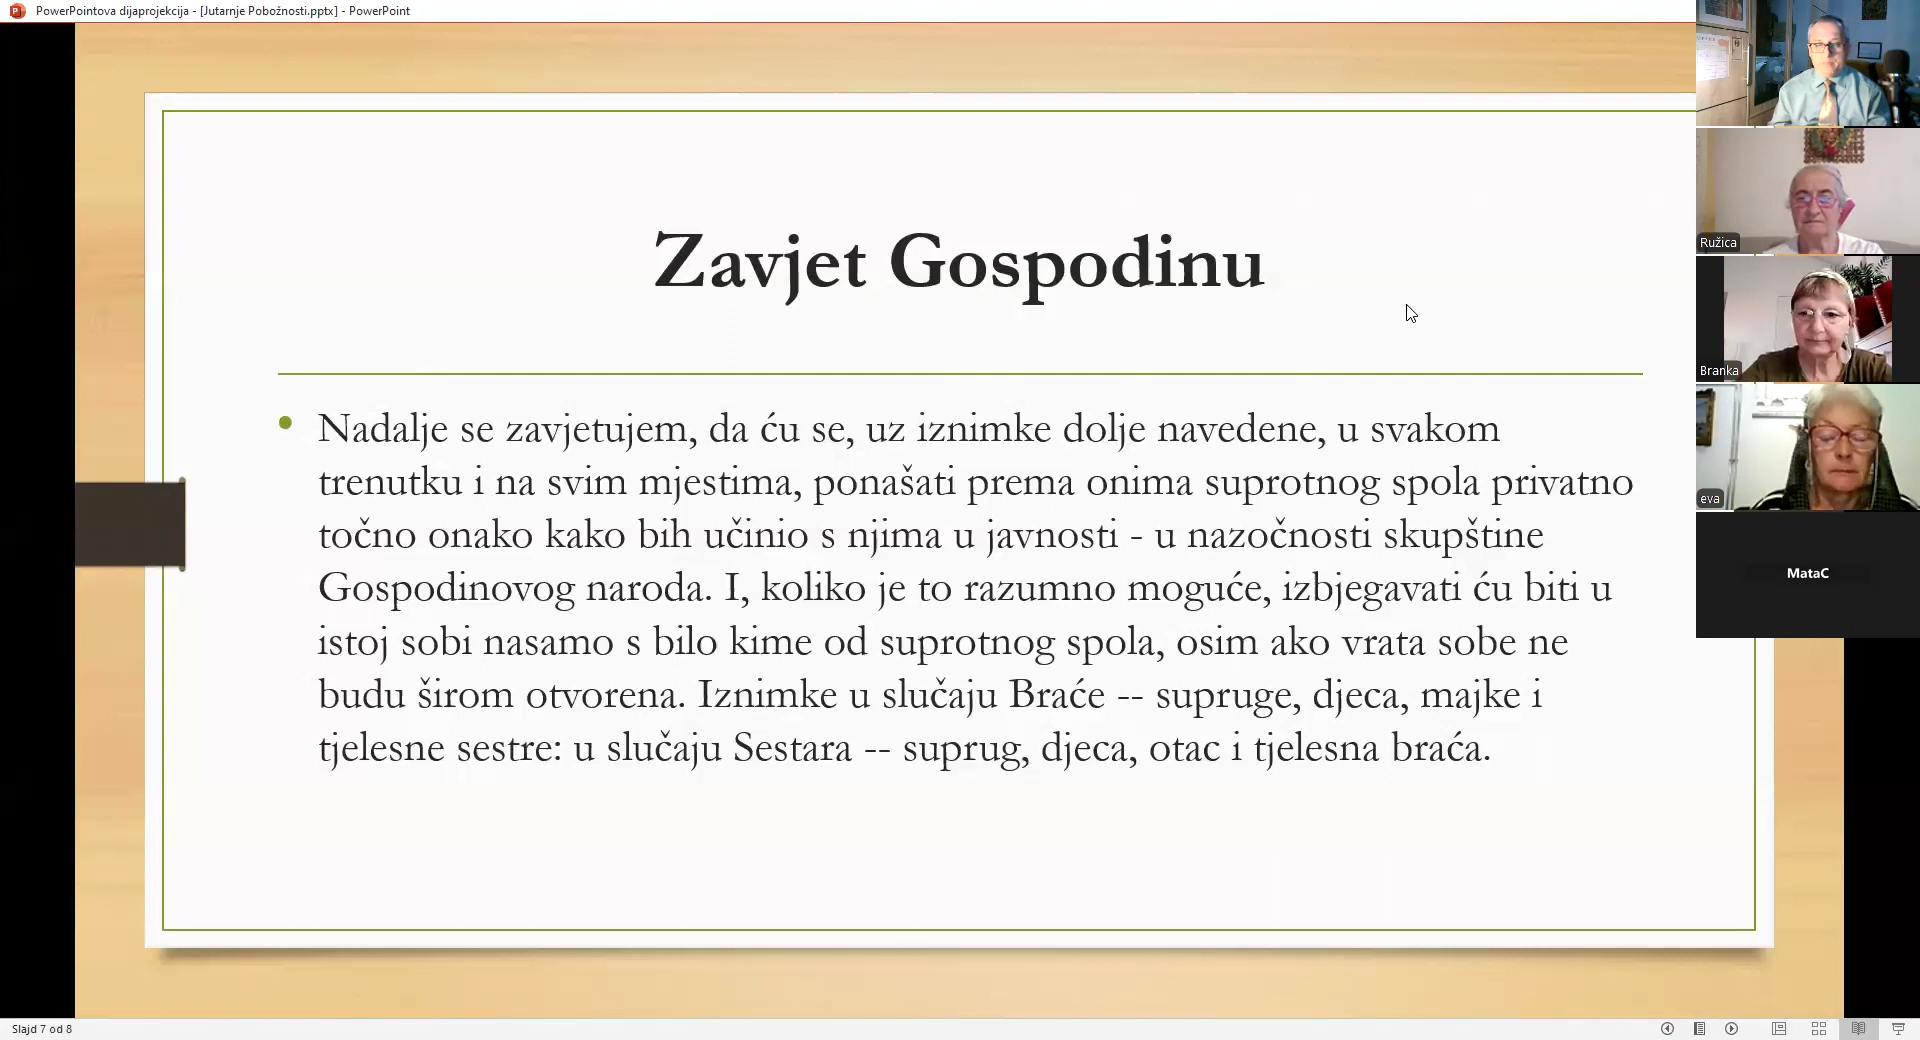 PowerPointova dijaprojekcija - [Jutarnje Pobožnosti.pptx] - PowerPoint
Zavjet Gospodinu
Nadalje se zavjetujem, da ću se, uz iznimke dolje navedene, u svakom
trenutku i na svim mjestima, ponašati prema onima suprotnog spola privatno
točno onako kako bih učinio s njima u javnosti - u nazočnosti skupštine
Gospodinovog naroda. I, koliko je to razumno moguće, izbjegavati ću biti u
istoj sobi nasamo s bilo kime od suprotnog spola, osim ako vrata sobe ne
budu širom otvorena. Iznimke u slučaju Braće -- supruge, djeca, majke i
tjelesne sestre: u slučaju Sestara -- suprug, djeca, otac i tjelesna braća.
Ružica
Branka
eva
MataC
Slajd 7 od 8